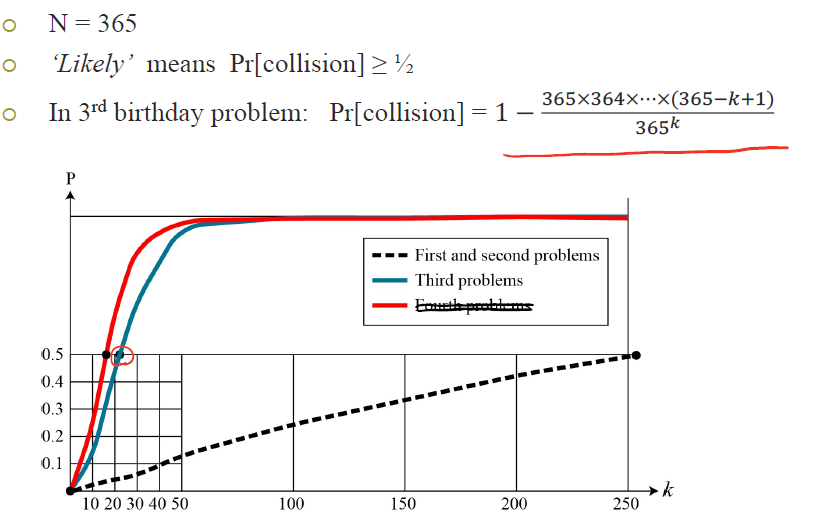 N = 365
‘Likely’ means Pr[collision] ≥ ½
In 3rd birthday problem: Pr[collision] = 1 − 365×364×⋯×(365−k+1)
365^k
P
First and second problems
Third problems
Fourth problems
0.5
0.4
0.3
0.2
0.1
10 20 30 40 50 100 150 200 250 k